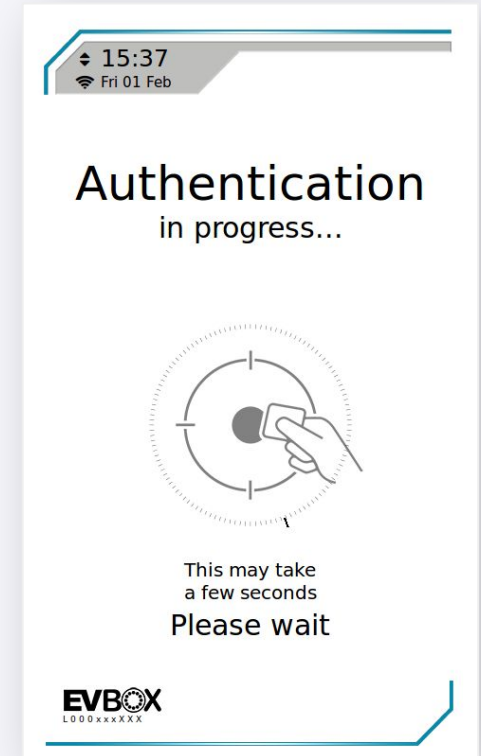 15:37
Fri 01 Feb
Authentication
in progress...
This may take
a few seconds
Please wait
EVBOX
L000xxxXXX